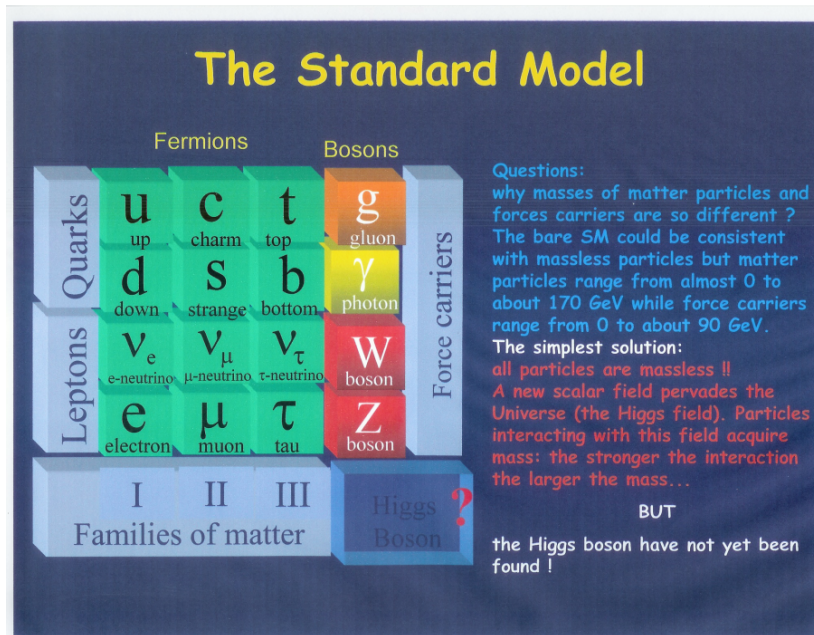 The Standard Model
Fermions
Bosons
Quarks
Leptons
u
up
c
charm
t
top
g
gluon
d
down
s
strange
b
bottom
γ
photon
νe
e-neutrino
νμ
μ-neutrino
ντ
τ-neutrino
W
boson
e
electron
μ
muon
τ
tau
Z
boson
Force carriers
I II III
Families of matter
Higgs
Boson
?
Questions:
why masses of matter particles and
forces carriers are so different ?
The bare SM could be consistent
with massless particles but matter
particles range from almost 0 to
about 170 GeV while force carriers
range from 0 to about 90 GeV.
The simplest solution:
all particles are massless !!
A new scalar field pervades the
Universe (the Higgs field). Particles
interacting with this field acquire
mass: the stronger the interaction
the larger the mass...
BUT
the Higgs boson have not yet been
found !